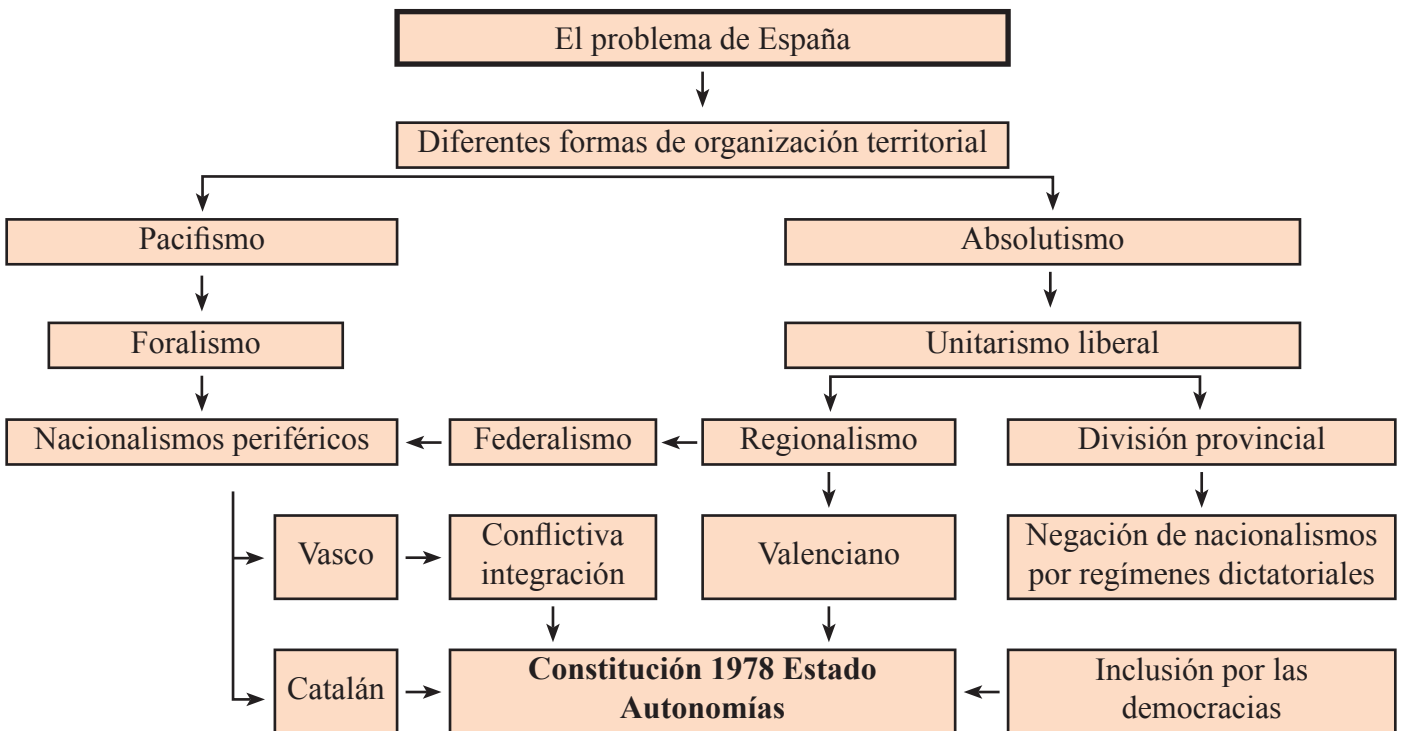 El problema de España
Diferentes formas de organización territorial
Pacifismo
Absolutismo
Foralismo
Unitarismo liberal
Nacionalismos periféricos
Federalismo
Regionalismo
División provincial
Vasco
Conflictiva
integración
Valenciano
Negación de nacionalismos
por regímenes dictatoriales
Catalán
Constitución 1978 Estado
Autonomías
Inclusión por las
democracias